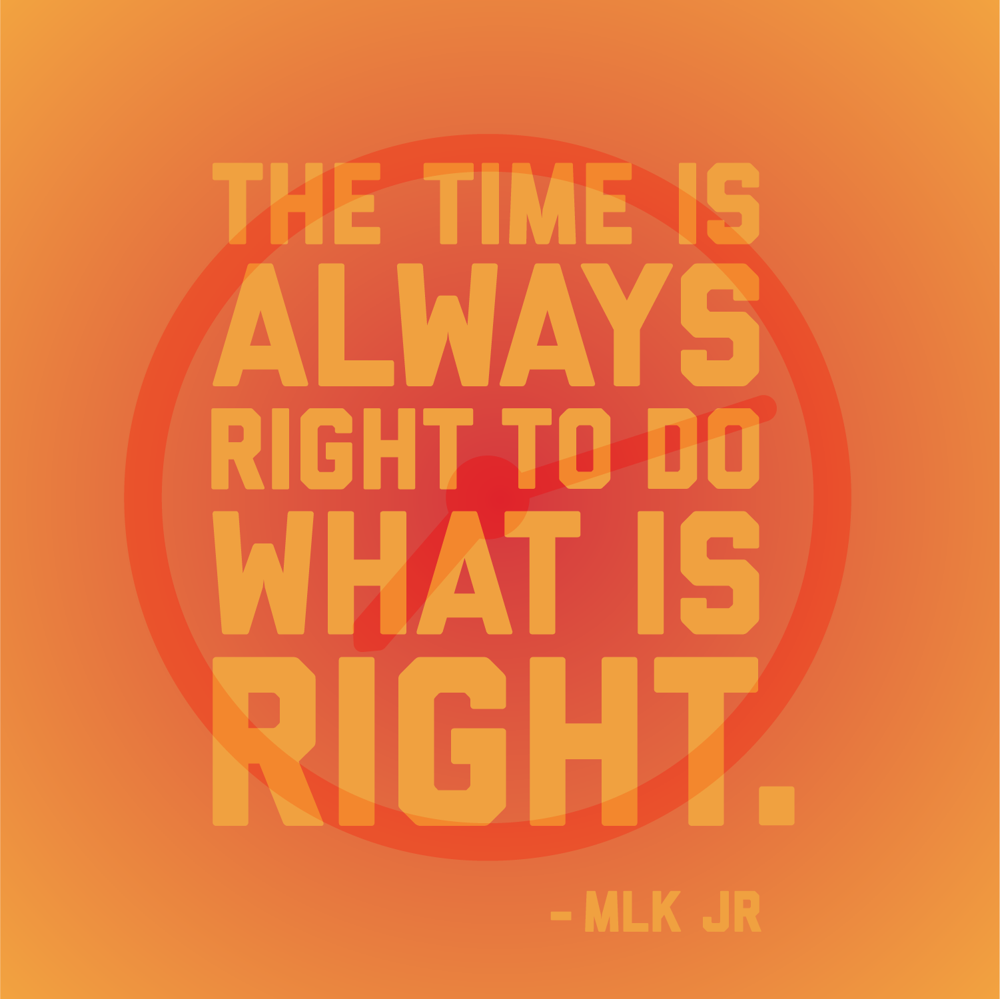 THE TIME IS
ALWAYS
RIGHT TO DO
WHAT IS
RIGHT.
- MLK JR